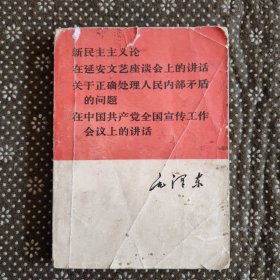 新民主主义论
在延安文艺座谈会上的讲话
关于正确处理人民内部矛盾
的问题
在中国共产党全国宣传工作
会议上的讲话
毛泽东